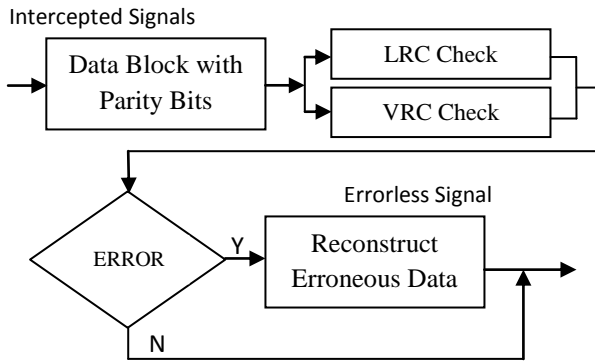 Intercepted Signals
Data Block with
Parity Bits
LRC Check
VRC Check
Errorless Signal
ERROR
Y
Reconstruct
Erroneous Data
N